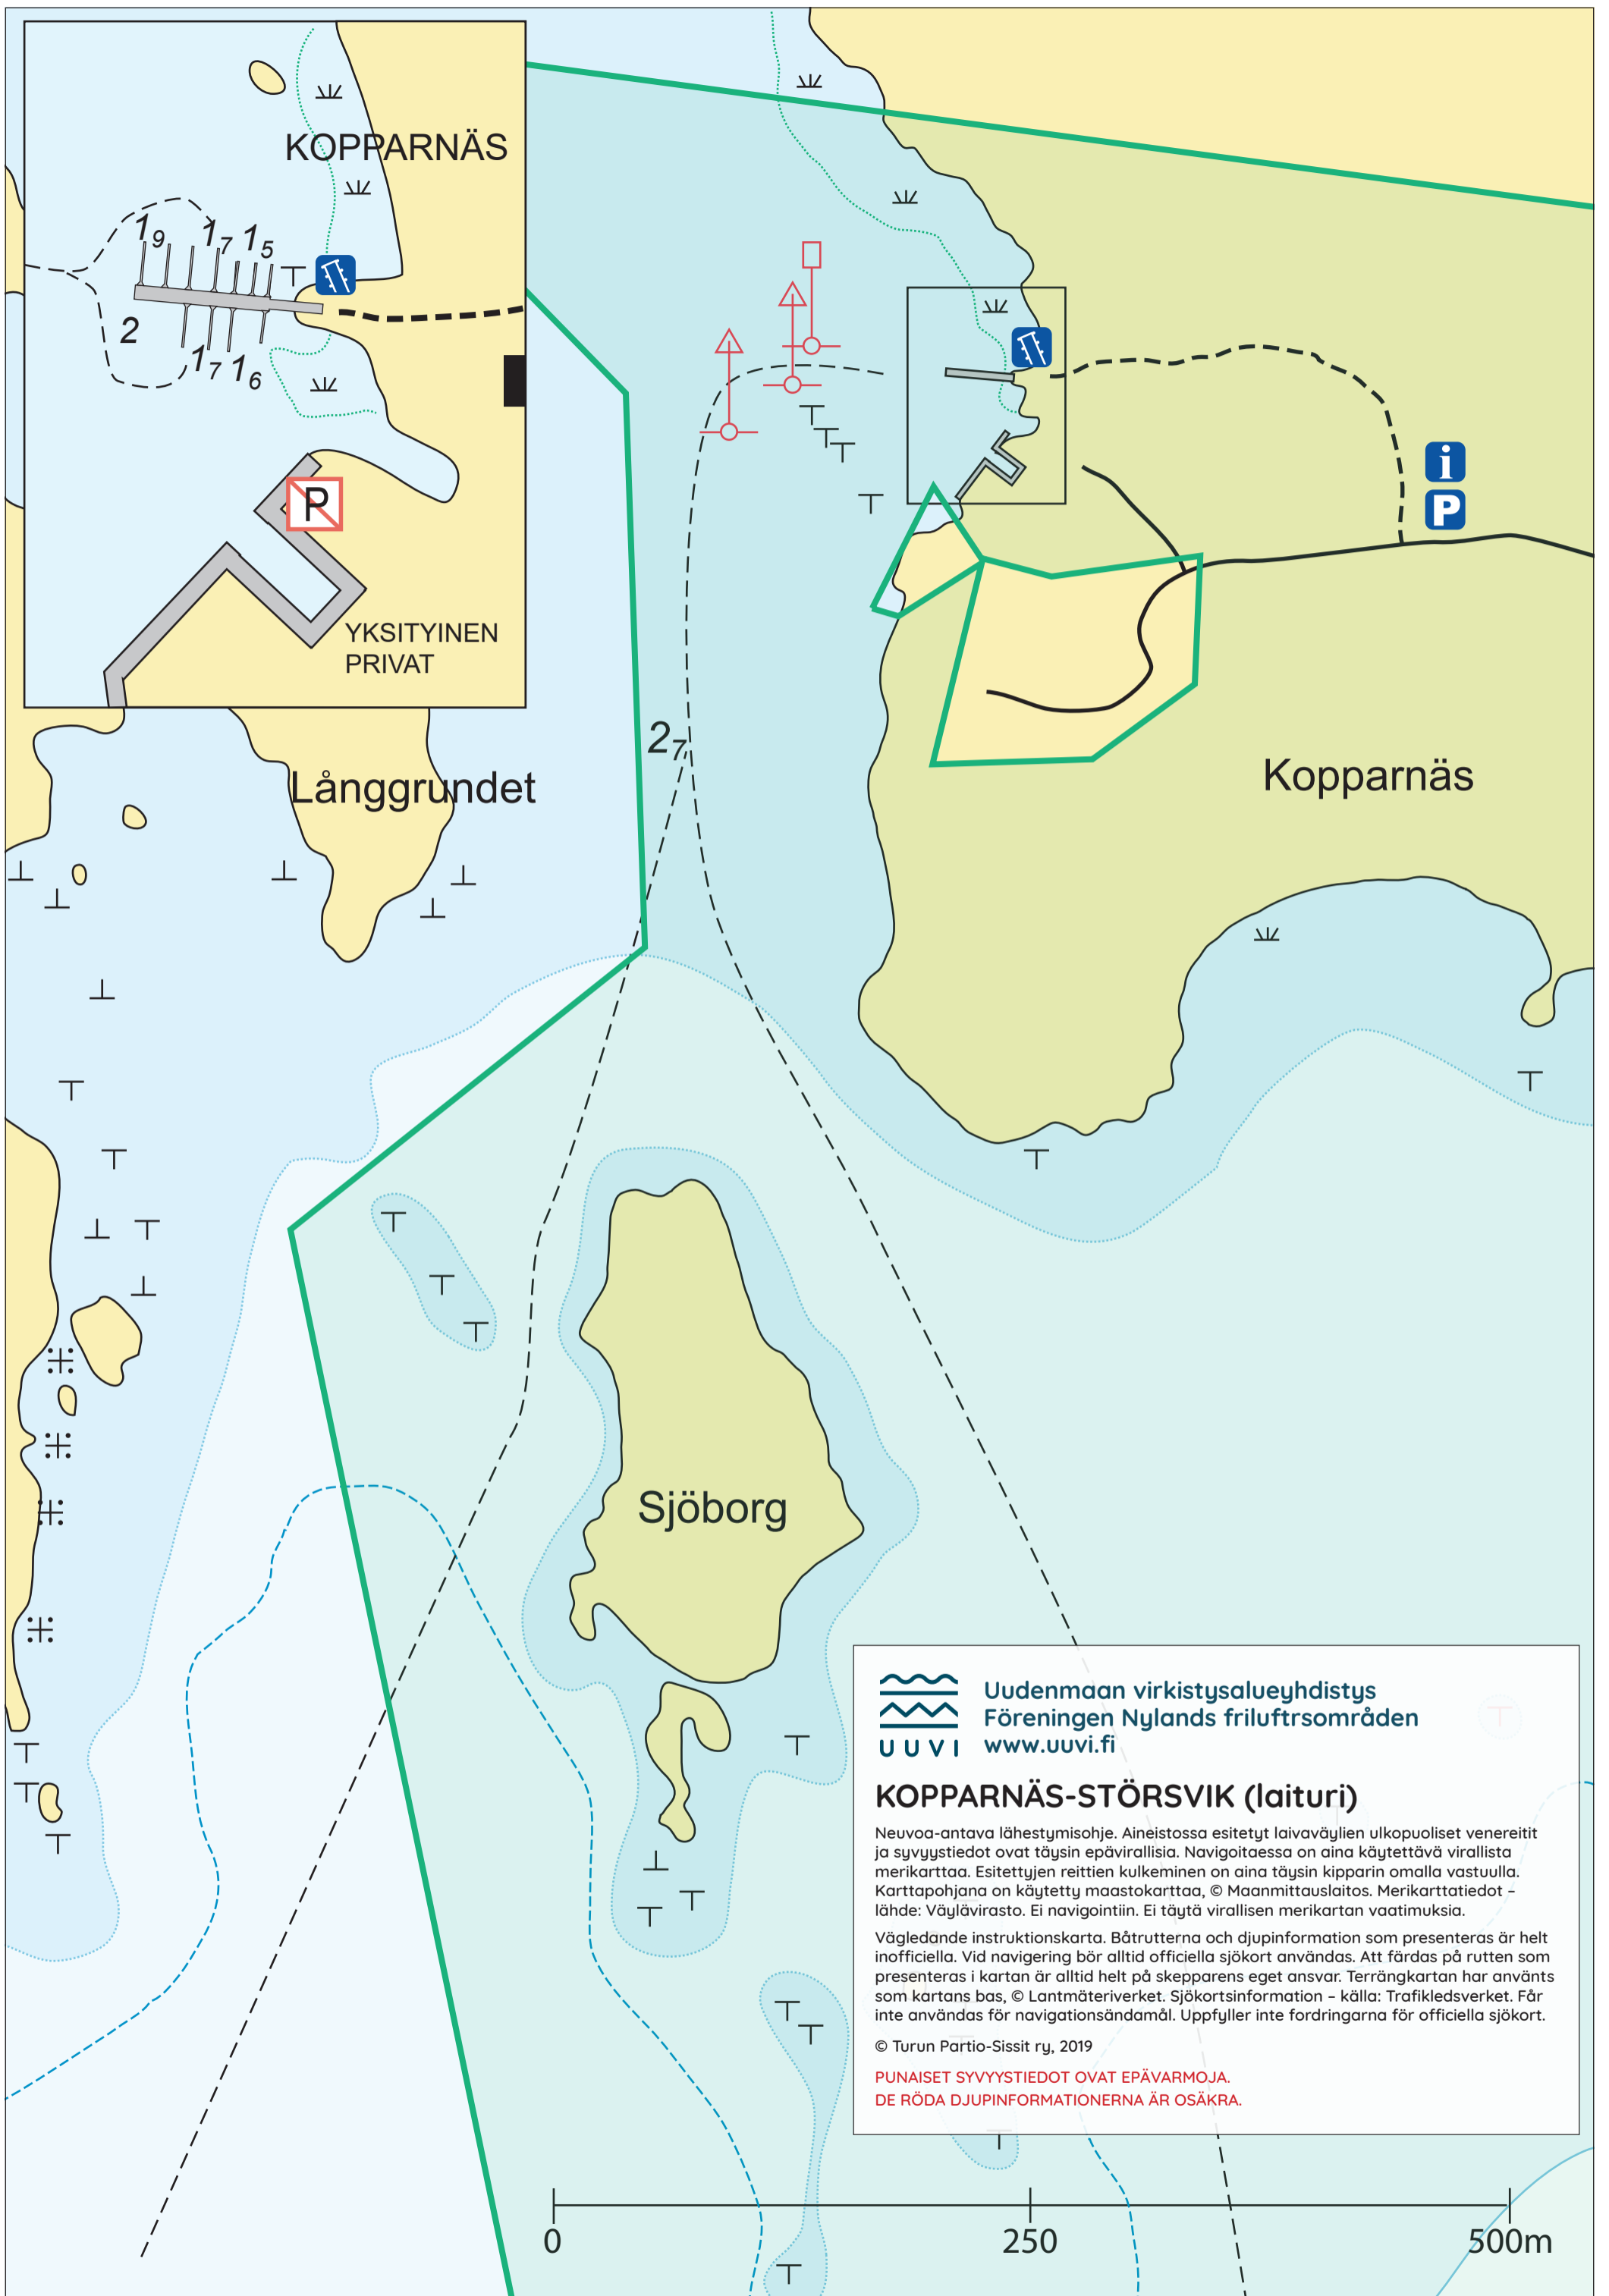 KOPPARNÄS
1₉
1₇
1₅
2
1₇
1₆
P
YKSITYINEN
PRIVAT
i
P
2₇
Långgrundet
Kopparnäs
Sjöborg
Uudenmaan virkistysalueyhdistys
Föreningen Nylands friluftrsområden
UUVI www.uuvi.fi
KOPPARNÄS-STÖRSVIK (laituri)
Neuvoa-antava lähestymisohje. Aineistossa esitetyt laivaväylien ulkopuoliset venereitit
ja syvyystiedot ovat täysin epävirallisia. Navigoitaessa on aina käytettävä virallista
merikarttaa. Esitettyjen reittien kulkeminen on aina täysin kipparin omalla vastuulla.
Karttapohjana on käytetty maastokarttaa, © Maanmittauslaitos. Merikarttatiedot –
lähde: Väylävirasto. Ei navigointiin. Ei täytä virallisen merikartan vaatimuksia.
Vägledande instruktionskarta. Båtrutterna och djupinformation som presenteras är helt
inofficiella. Vid navigering bör alltid officiella sjökort användas. Att färdas på rutten som
presenteras i kartan är alltid helt på skepparens eget ansvar. Terrängkartan har använts
som kartans bas, © Lantmäteriverket. Sjökortsinformation – källa: Trafikledsverket. Får
inte användas för navigationsändamål. Uppfyller inte fordringarna för officiella sjökort.
© Turun Partio-Sissit ry, 2019
PUNAISET SYVYYSTIEDOT OVAT EPÄVARMOJA.
DE RÖDA DJUPINFORMATIONERNA ÄR OSÄKRA.
0 250 500m